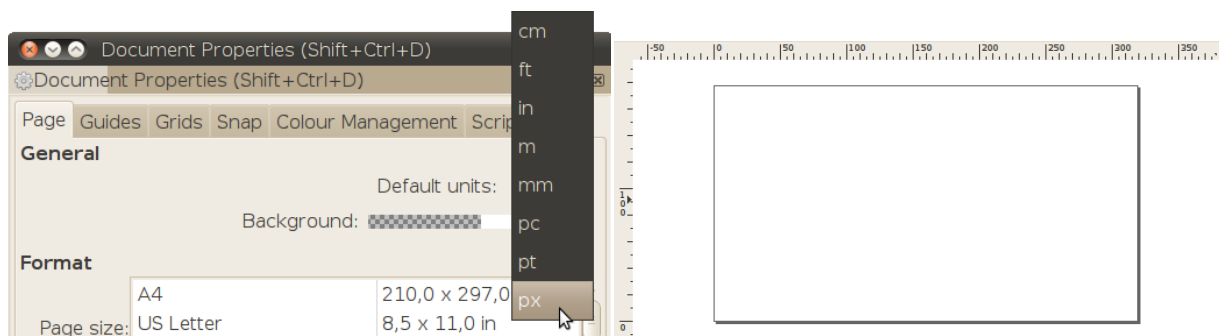 Document Properties (Shift+Ctrl+D)
Document Properties (Shift+Ctrl+D)
Page Guides Grids Snap Colour Management
General
Default units:
Background:
Format
A4 210,0 x 297,0
US Letter 8,5 x 11,0 in
Page size:
cm
ft
in
m
mm
pc
pt
px
-50 0 50 100 150 200 250 300 350
100
0